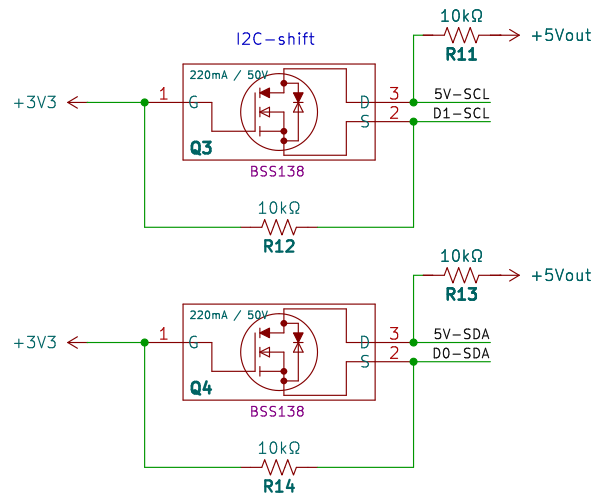 10kΩ
I2C-shift
+5Vout
R11
220mA / 50V
+3V3
1
G
D
3
5V-SCL
S
2
D1-SCL
Q3
BSS138
10kΩ
R12
10kΩ
+5Vout
R13
220mA / 50V
+3V3
1
G
D
3
5V-SDA
S
2
D0-SDA
Q4
BSS138
10kΩ
R14